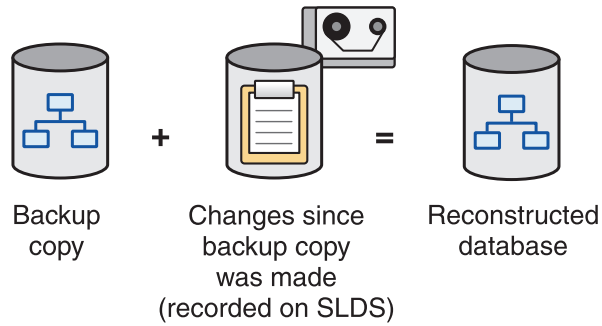 +
=
Backup
copy
Changes since
backup copy
was made
(recorded on SLDS)
Reconstructed
database